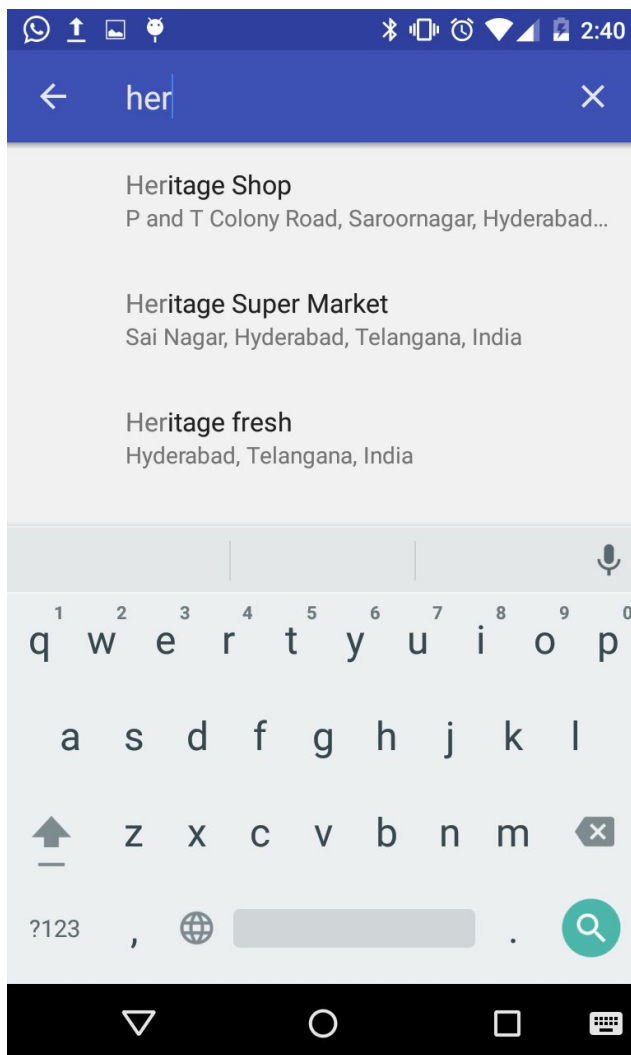 2:40
her
Heritage Shop
P and T Colony Road, Saroornagar, Hyderabad...
Heritage Super Market
Sai Nagar, Hyderabad, Telangana, India
Heritage fresh
Hyderabad, Telangana, India
1 2 3 4 5 6 7 8 9 0
q w e r t y u i o p
a s d f g h j k l
z x c v b n m
?123 , .